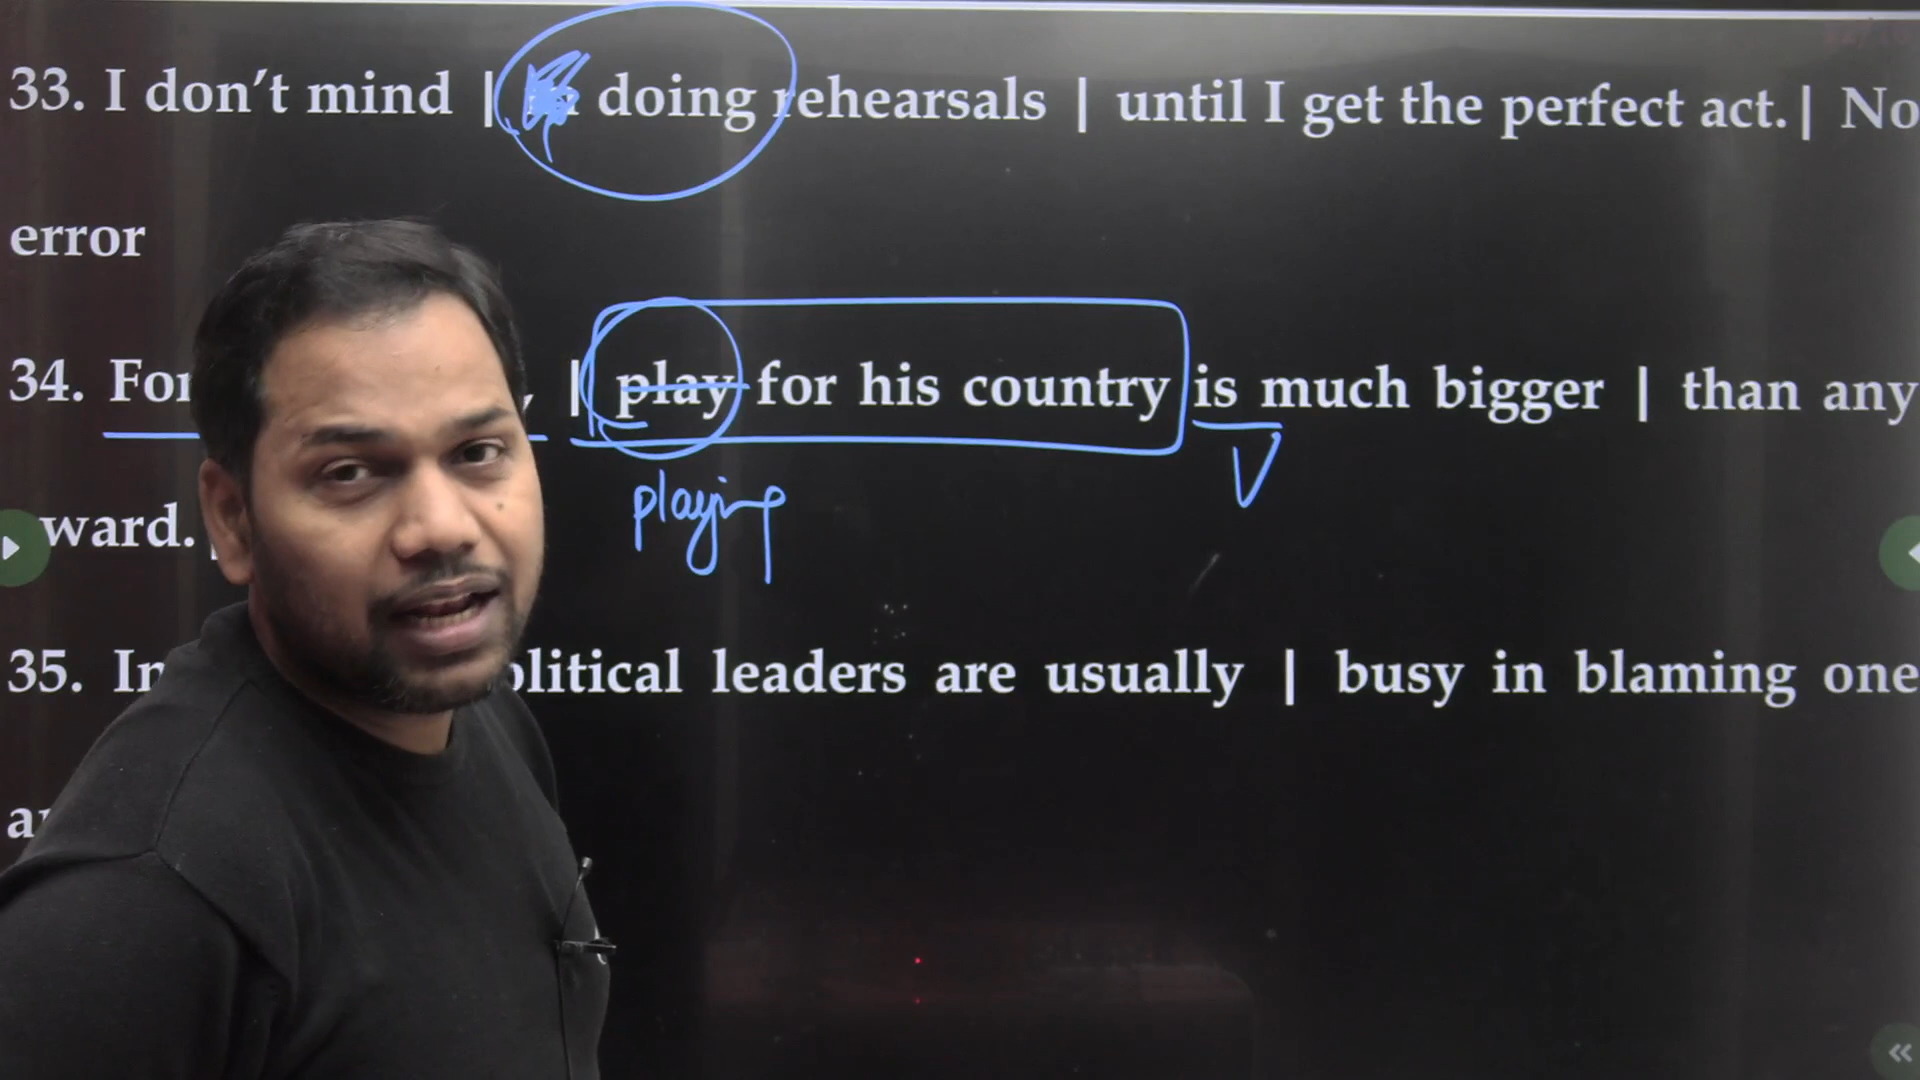 33. I don't mind | doing rehearsals | until I get the perfect act. | No
error
34. For , | play for his country is much bigger | than any
ward.
playing
V
35. In olitical leaders are usually | busy in blaming one